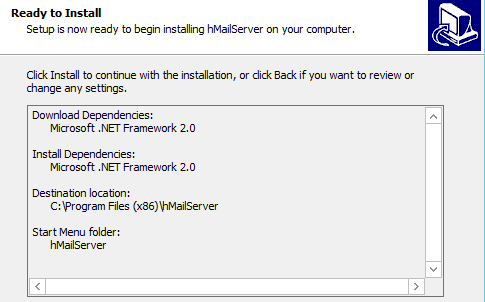 Ready to Install
Setup is now ready to begin installing hMailServer on your computer.
Click Install to continue with the installation, or click Back if you want to review or
change any settings.
Download Dependencies:
Microsoft .NET Framework 2.0
Install Dependencies:
Microsoft .NET Framework 2.0
Destination location:
C:\Program Files (x86)\hMailServer
Start Menu folder:
hMailServer